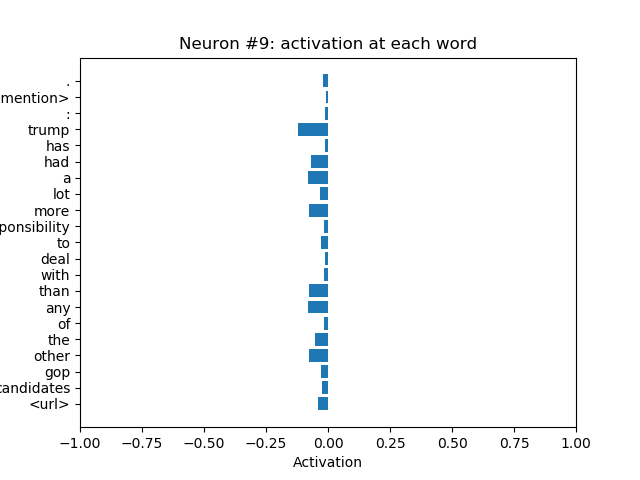 Neuron #9: activation at each word
.
mention>
:
trump
has
had
a
lot
more
ponsibility
to
deal
with
than
any
of
the
other
gop
candidates
<url>
−1.00 −0.75 −0.50 −0.25 0.00 0.25 0.50 0.75 1.00
Activation